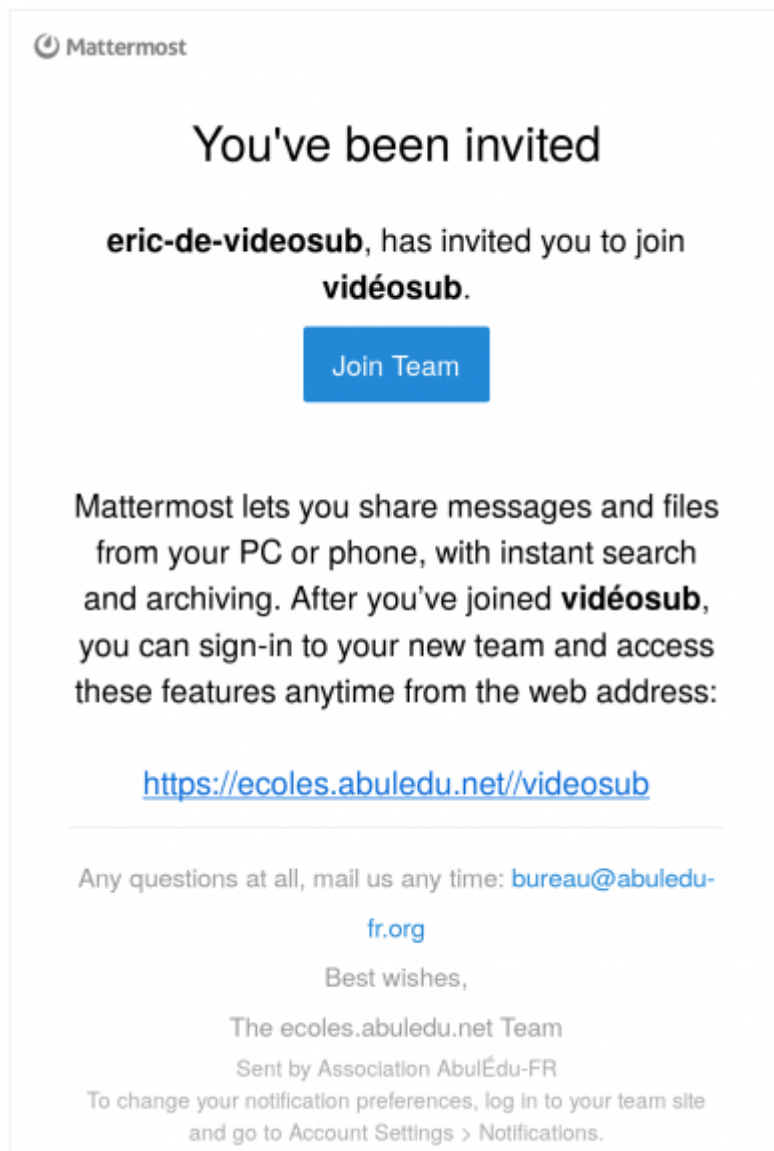 Mattermost
You've been invited
eric-de-videosub, has invited you to join
vidéosub.
Join Team
Mattermost lets you share messages and files
from your PC or phone, with instant search
and archiving. After you’ve joined vidéosub,
you can sign-in to your new team and access
these features anytime from the web address:
https://ecoles.abuledu.net//videosub
Any questions at all, mail us any time: bureau@abuledu-
fr.org
Best wishes,
The ecoles.abuledu.net Team
Sent by Association AbulÉdu-FR
To change your notification preferences, log in to your team site
and go to Account Settings > Notifications.